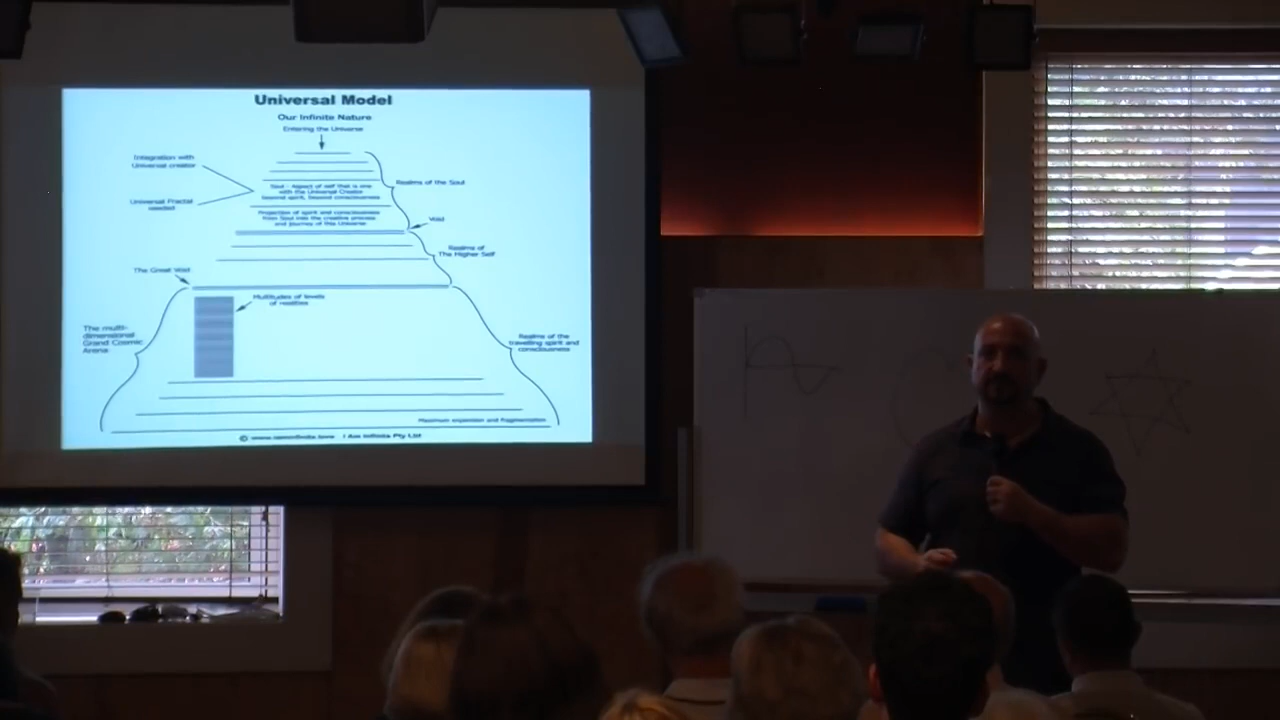 Universal Model
Our Infinite Nature
Entering the Universe
Integration with
Universal creator
Soul - Aspect of self that is one
with the Universal Creator
beyond spirit, beyond consciousness
Realms of the Soul
Universal Fractal
Projection of spirit and consciousness
from Soul into the creative process
and journey of this Universe
Void
Realms of
The Higher Self
The Great Void
Multitudes of levels
of realities
The multi-
dimensional
Grand Cosmic
Arena
Realms of the
travelling spirit and
consciousness
Maximum expansion and fragmentation
© www.iaminfinite.love I Am Infinite Pty Ltd